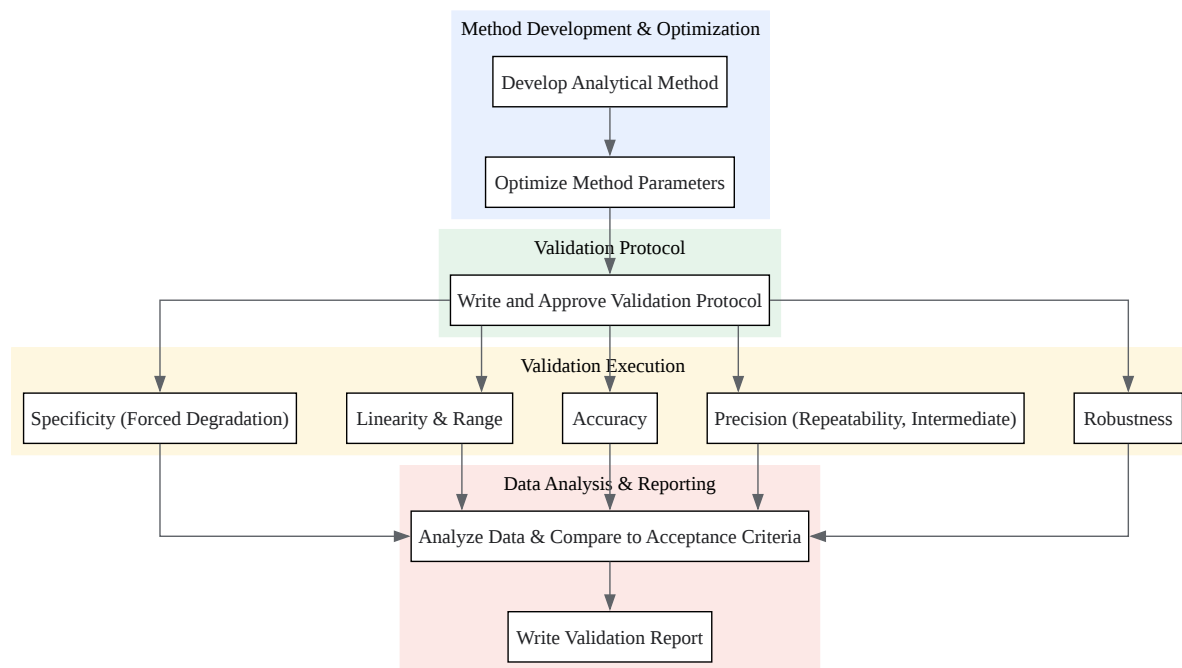 Method Development & Optimization
Develop Analytical Method
Optimize Method Parameters
Validation Protocol
Write and Approve Validation Protocol
Validation Execution
Specificity (Forced Degradation)
Linearity & Range
Accuracy
Precision (Repeatability, Intermediate)
Robustness
Data Analysis & Reporting
Analyze Data & Compare to Acceptance Criteria
Write Validation Report